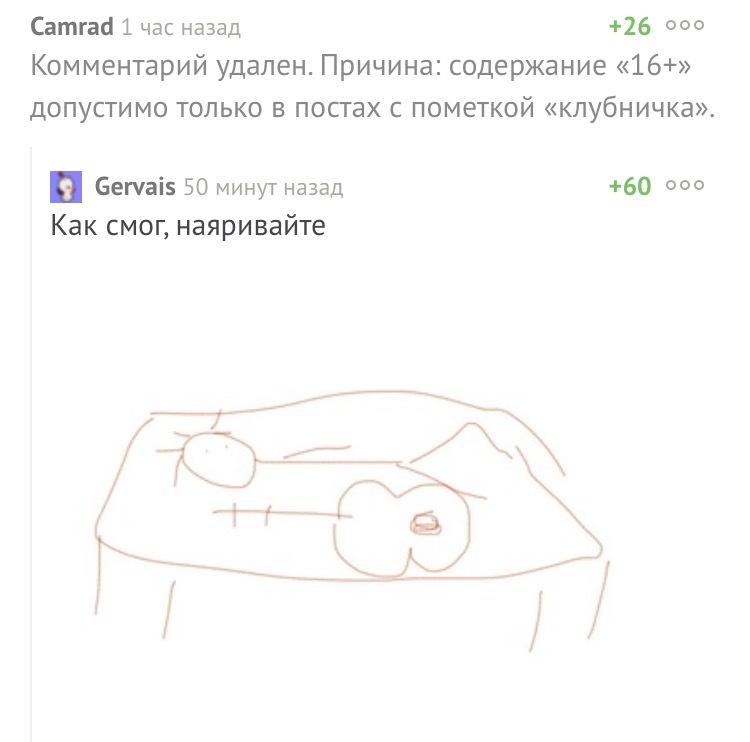 Camrad 1 час назад +26
Комментарий удален. Причина: содержание «16+»
допустимо только в постах с пометкой «клубничка».
Gervais 50 минут назад +60
Как смог, наяривайте